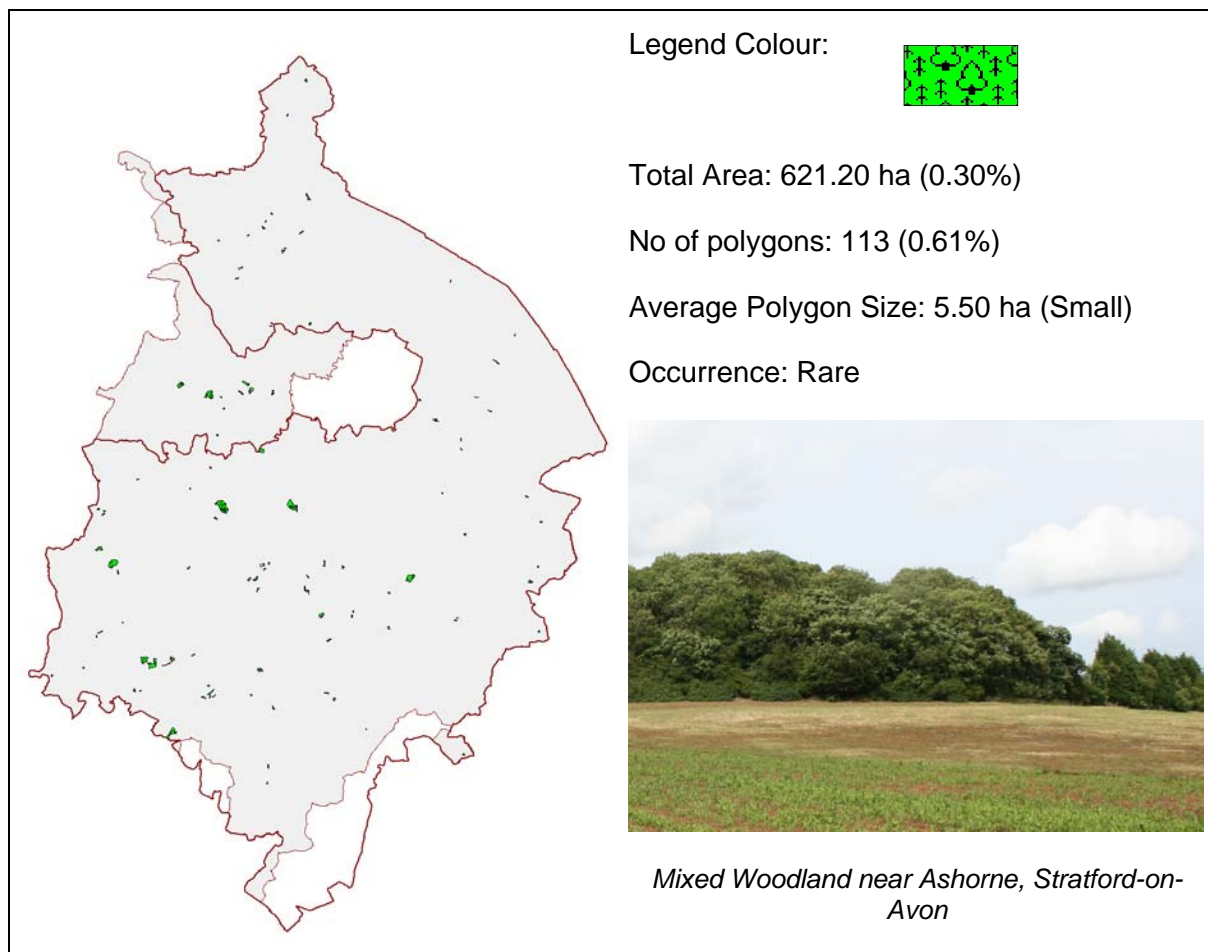 Legend Colour:
Total Area: 621.20 ha (0.30%)
No of polygons: 113 (0.61%)
Average Polygon Size: 5.50 ha (Small)
Occurrence: Rare
Mixed Woodland near Ashorne, Stratford-on-
Avon